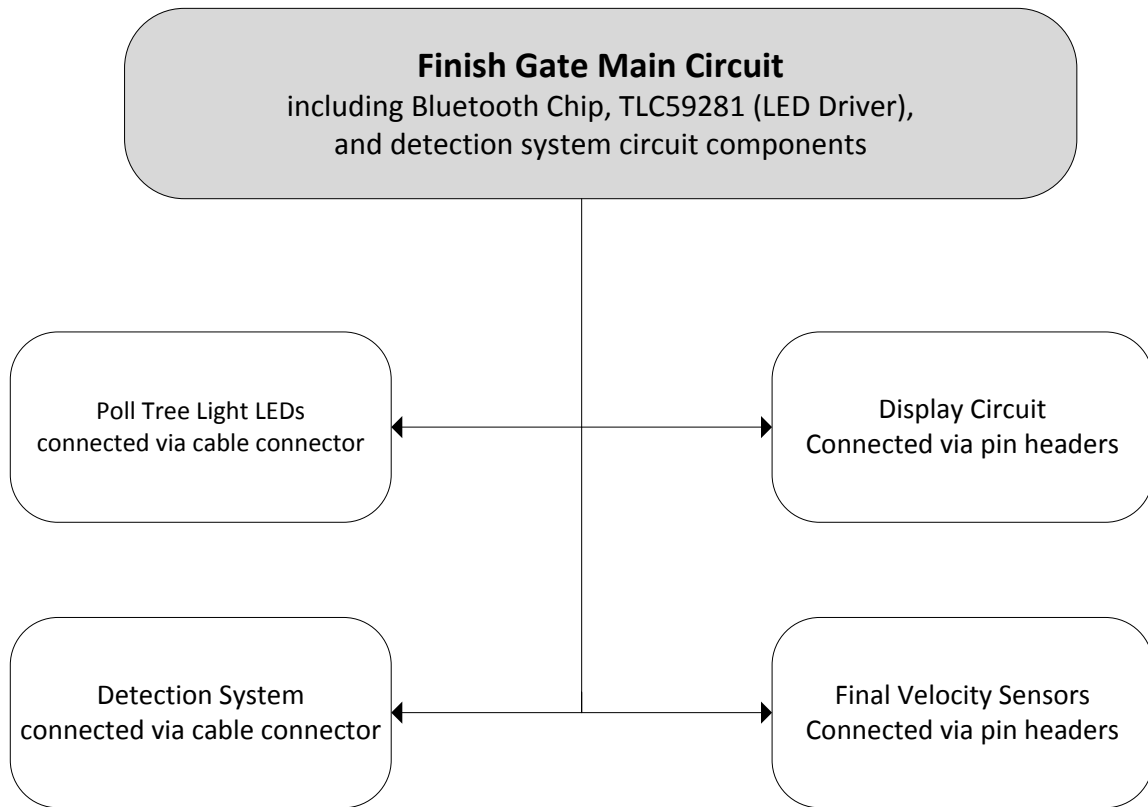 Finish Gate Main Circuit
including Bluetooth Chip, TLC59281 (LED Driver),
and detection system circuit components
Poll Tree Light LEDs
connected via cable connector
Display Circuit
Connected via pin headers
Detection System
connected via cable connector
Final Velocity Sensors
Connected via pin headers